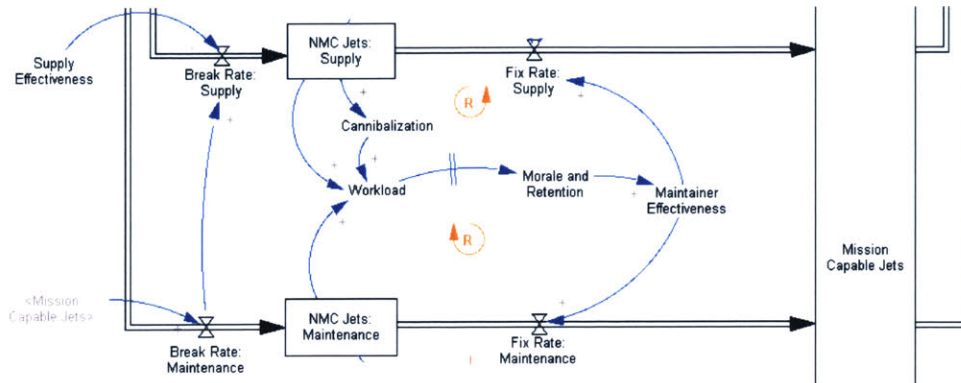 NMC Jets:
Supply
Supply
Effectiveness
Break Rate:
Supply
+
Fix Rate:
Supply
+
+
R
Cannibalization
+
+
Workload
Morale and
Retention
+
Maintainer
Effectiveness
+
R
Mission
Capable Jets
<Mission
Capable Jets>
NMC Jets:
Maintenance
+
Break Rate:
Maintenance
Fix Rate:
Maintenance